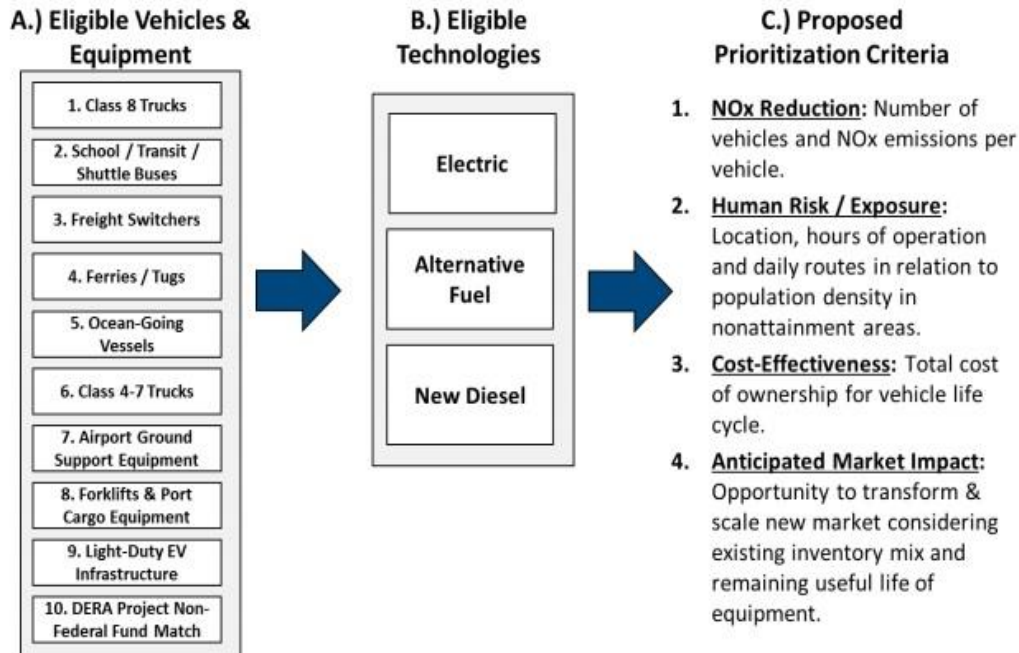 A.) Eligible Vehicles &
Equipment
1. Class 8 Trucks
2. School / Transit /
Shuttle Buses
3. Freight Switchers
4. Ferries / Tugs
5. Ocean-Going
Vessels
6. Class 4-7 Trucks
7. Airport Ground
Support Equipment
8. Forklifts & Port
Cargo Equipment
9. Light-Duty EV
Infrastructure
10. DERA Project Non-
Federal Fund Match
B.) Eligible
Technologies
Electric
Alternative
Fuel
New Diesel
C.) Proposed
Prioritization Criteria
1. NOx Reduction: Number of
vehicles and NOx emissions per
vehicle.
2. Human Risk / Exposure:
Location, hours of operation
and daily routes in relation to
population density in
nonattainment areas.
3. Cost-Effectiveness: Total cost
of ownership for vehicle life
cycle.
4. Anticipated Market Impact:
Opportunity to transform &
scale new market considering
existing inventory mix and
remaining useful life of
equipment.